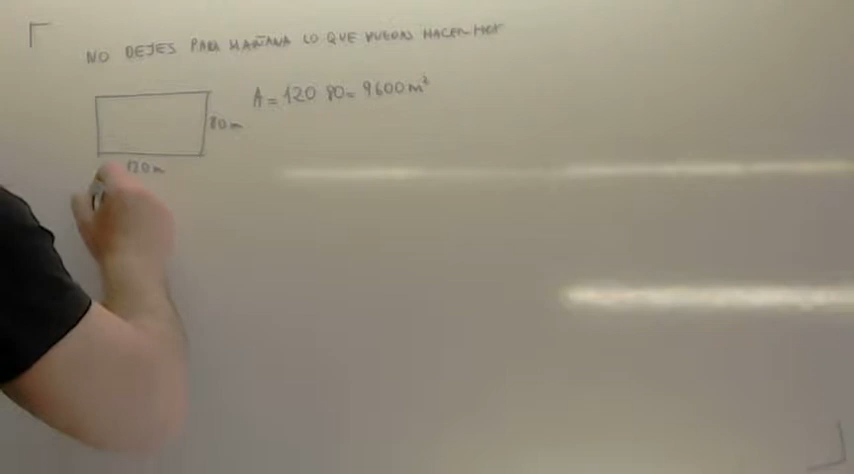 NO DEJES PARA MAÑANA LO QUE PUEDAS HACER HOY
A = 120 80 = 9600 m²
80 m
120 m